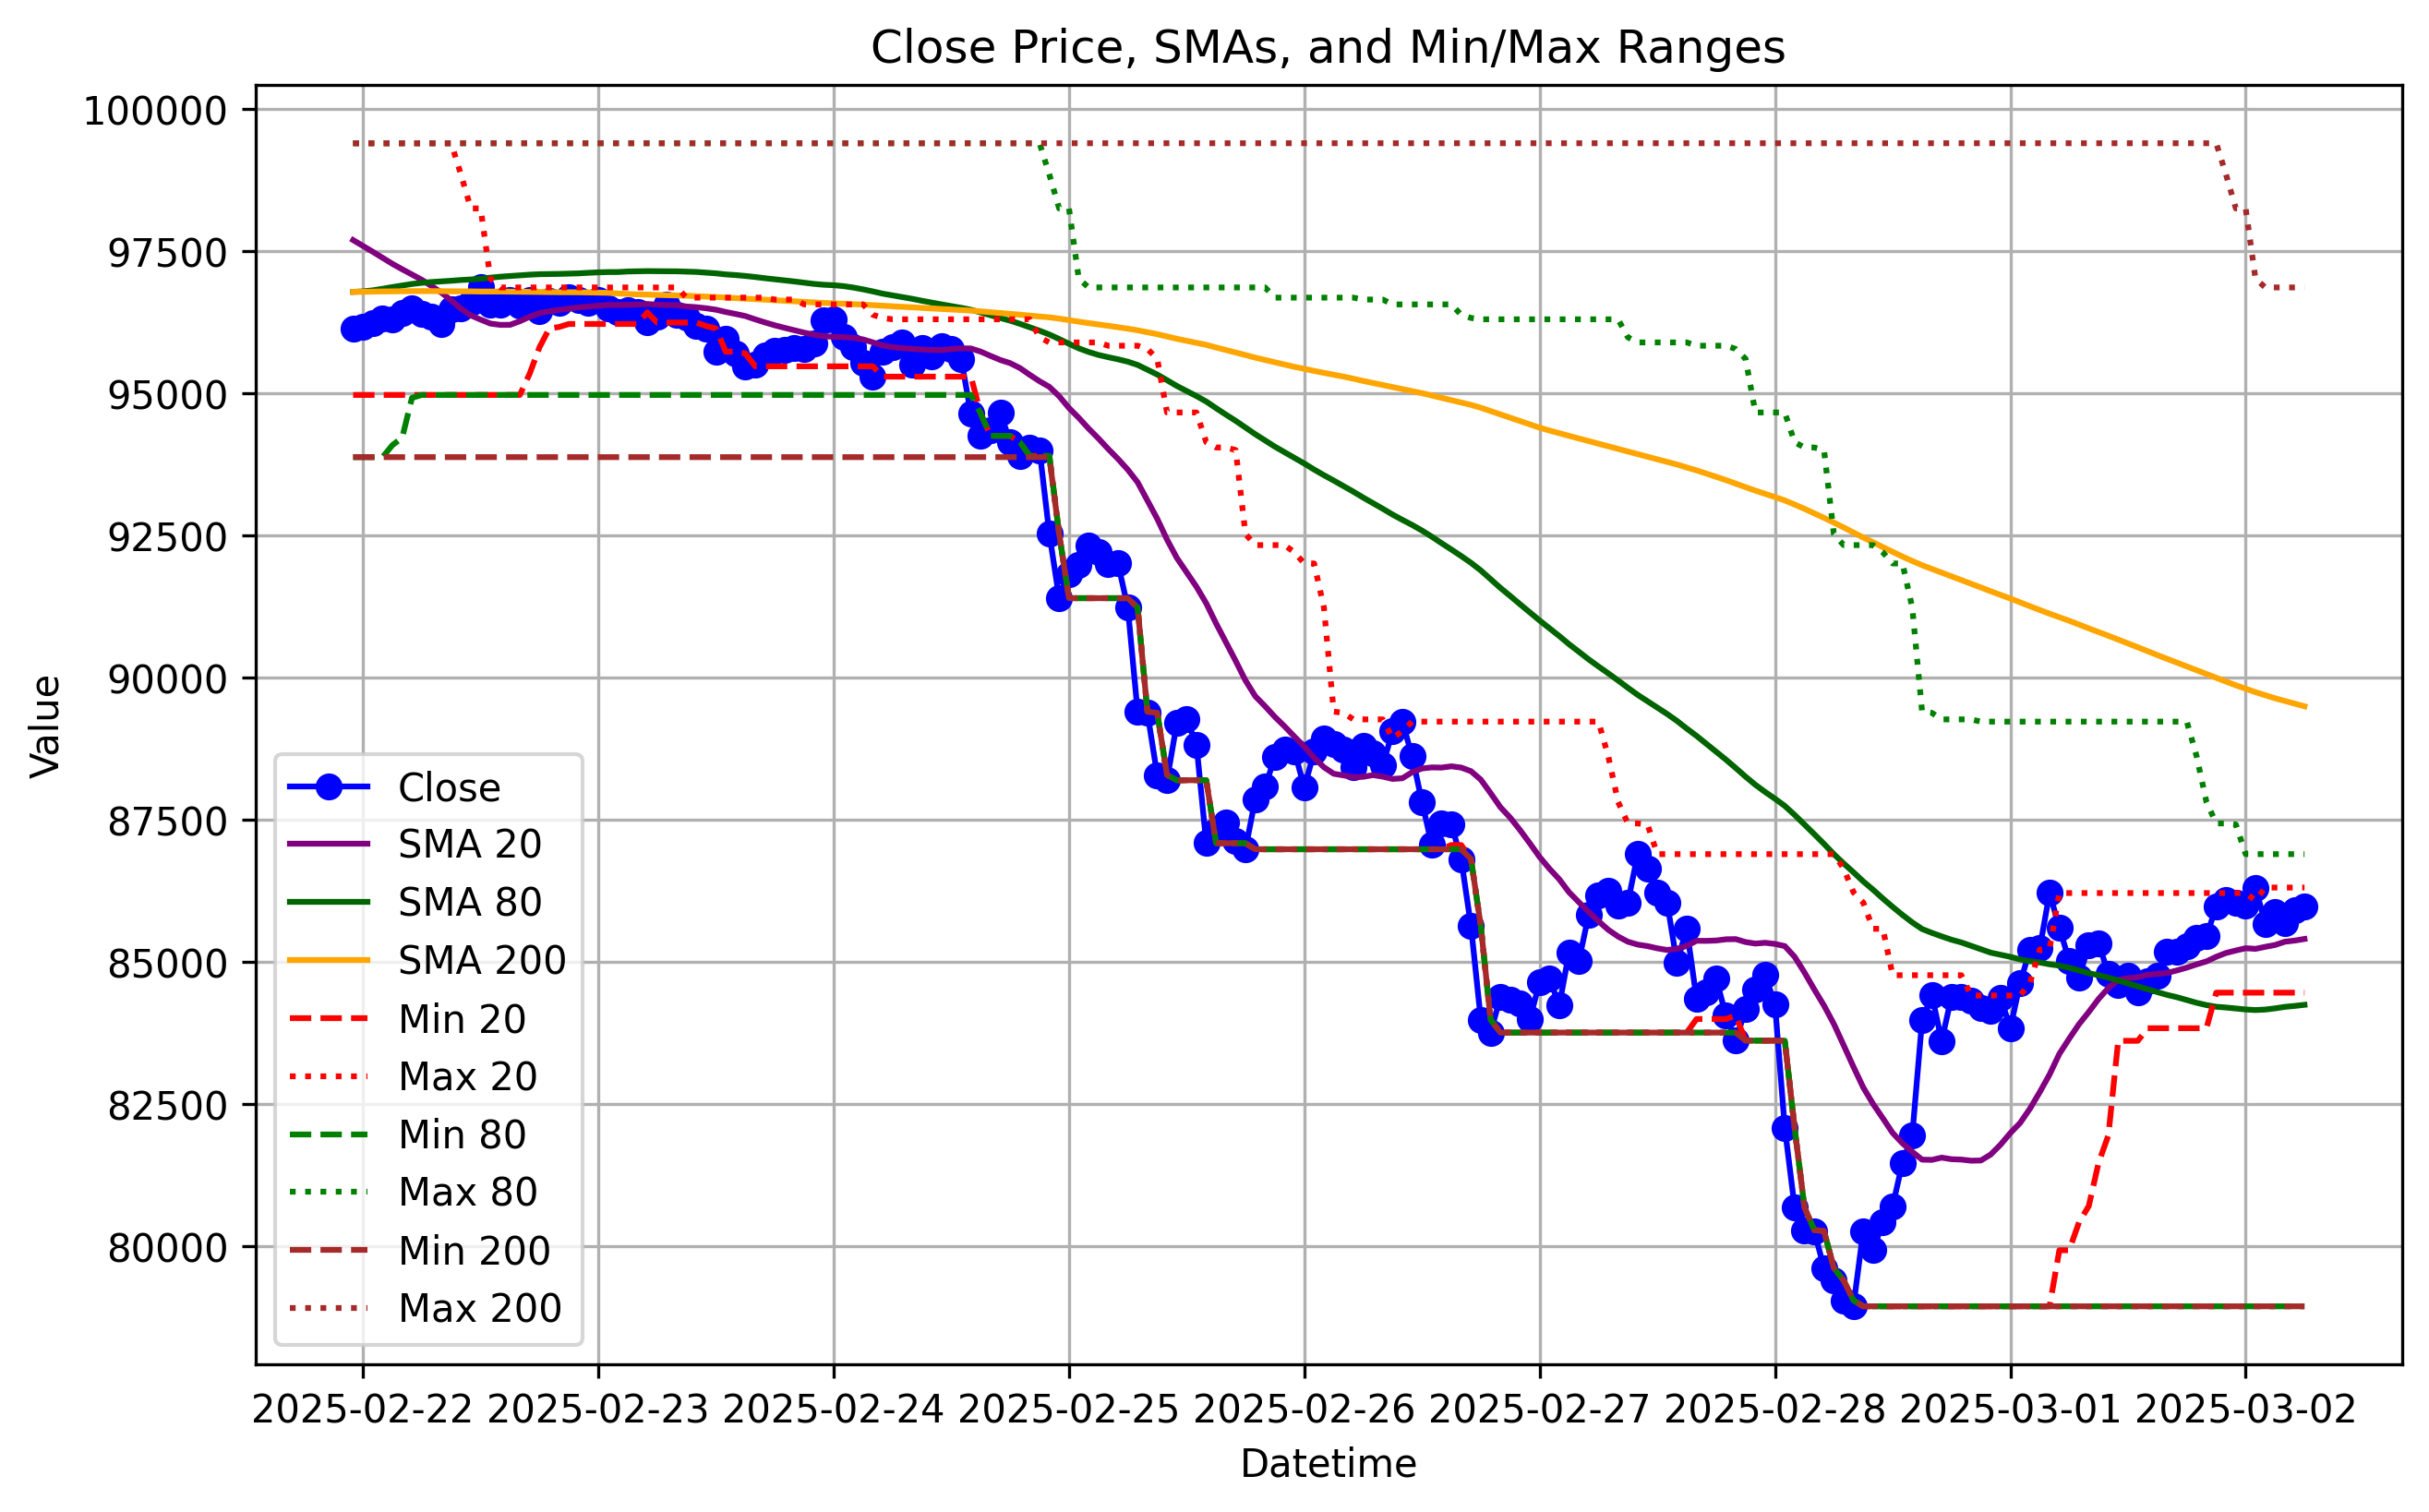 Close Price, SMAs, and Min/Max Ranges
100000
97500
95000
92500
90000
87500
85000
82500
80000
Value
Close
SMA 20
SMA 80
SMA 200
Min 20
Max 20
Min 80
Max 80
Min 200
Max 200
2025-02-22 2025-02-23 2025-02-24 2025-02-25 2025-02-26 2025-02-27 2025-02-28 2025-03-01 2025-03-02
Datetime